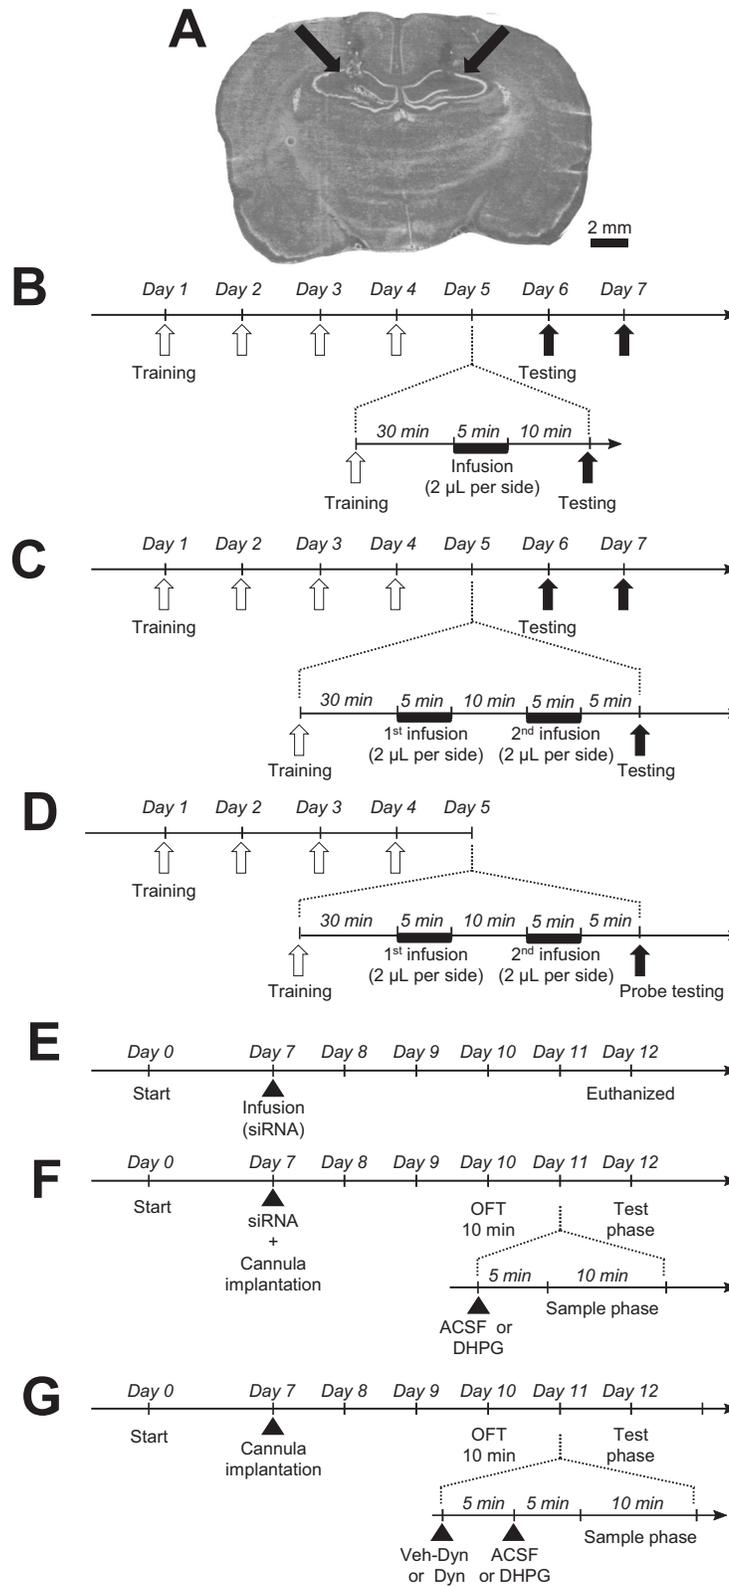 A
2 mm
B
Day 1 Day 2 Day 3 Day 4 Day 5 Day 6 Day 7
Training Testing
30 min 5 min 10 min
Infusion
(2 µL per side)
Training Testing
C
Day 1 Day 2 Day 3 Day 4 Day 5 Day 6 Day 7
Training Testing
30 min 5 min 10 min 5 min 5 min
1st infusion 2nd infusion
(2 µL per side) (2 µL per side)
Training Testing
D
Day 1 Day 2 Day 3 Day 4 Day 5
Training
30 min 5 min 10 min 5 min 5 min
1st infusion 2nd infusion
(2 µL per side) (2 µL per side)
Training Probe testing
E
Day 0 Day 7 Day 8 Day 9 Day 10 Day 11 Day 12
Start Euthanized
Infusion
(siRNA)
F
Day 0 Day 7 Day 8 Day 9 Day 10 Day 11 Day 12
Start OFT Test
siRNA 10 min phase
+
Cannula
implantation
5 min 10 min
Sample phase
ACSF or
DHPG
G
Day 0 Day 7 Day 8 Day 9 Day 10 Day 11 Day 12
Start OFT Test
Cannula 10 min phase
implantation
5 min 5 min 10 min
Sample phase
Veh-Dyn ACSF
or Dyn or DHPG